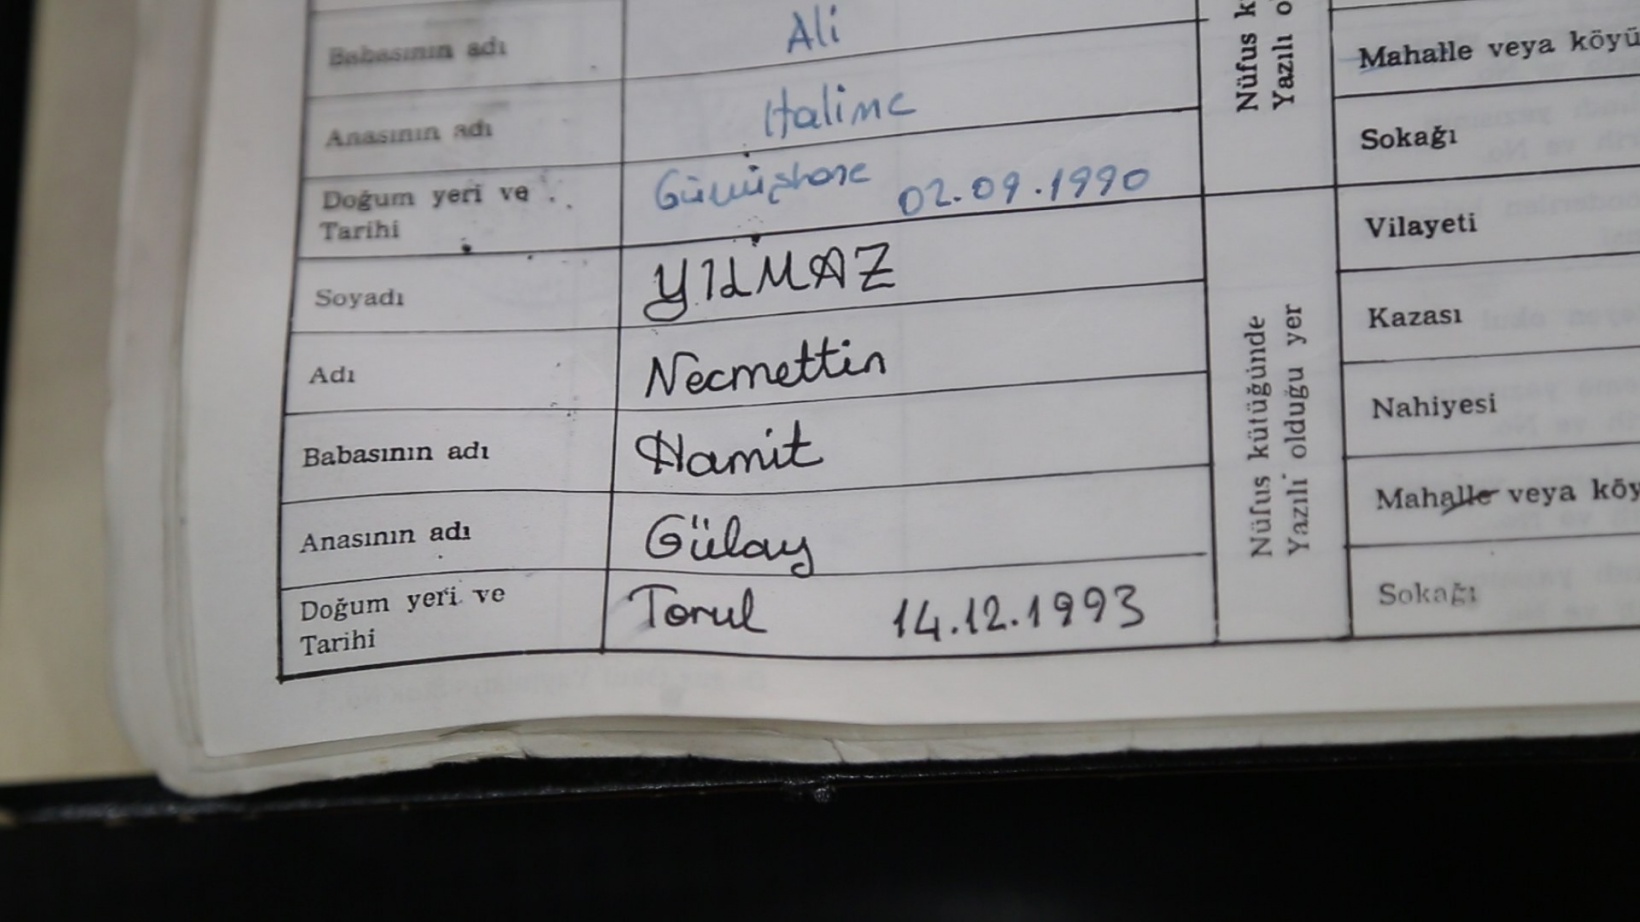 Babasının adı Ali
Anasının adı Halime
Doğum yeri ve Gümüşhane 02.09.1990
Tarihi
Soyadı YILMAZ
Adı Necmettin
Babasının adı Hamit
Anasının adı Gülay
Doğum yeri ve Torul 14.12.1993
Tarihi
Nüfus
Yazılı
Mahalle veya köyü
Sokağı
Nüfus kütüğünde
Yazılı olduğu yer
Vilayeti
Kazası
Nahiyesi
Mahalle veya köy
Sokağı